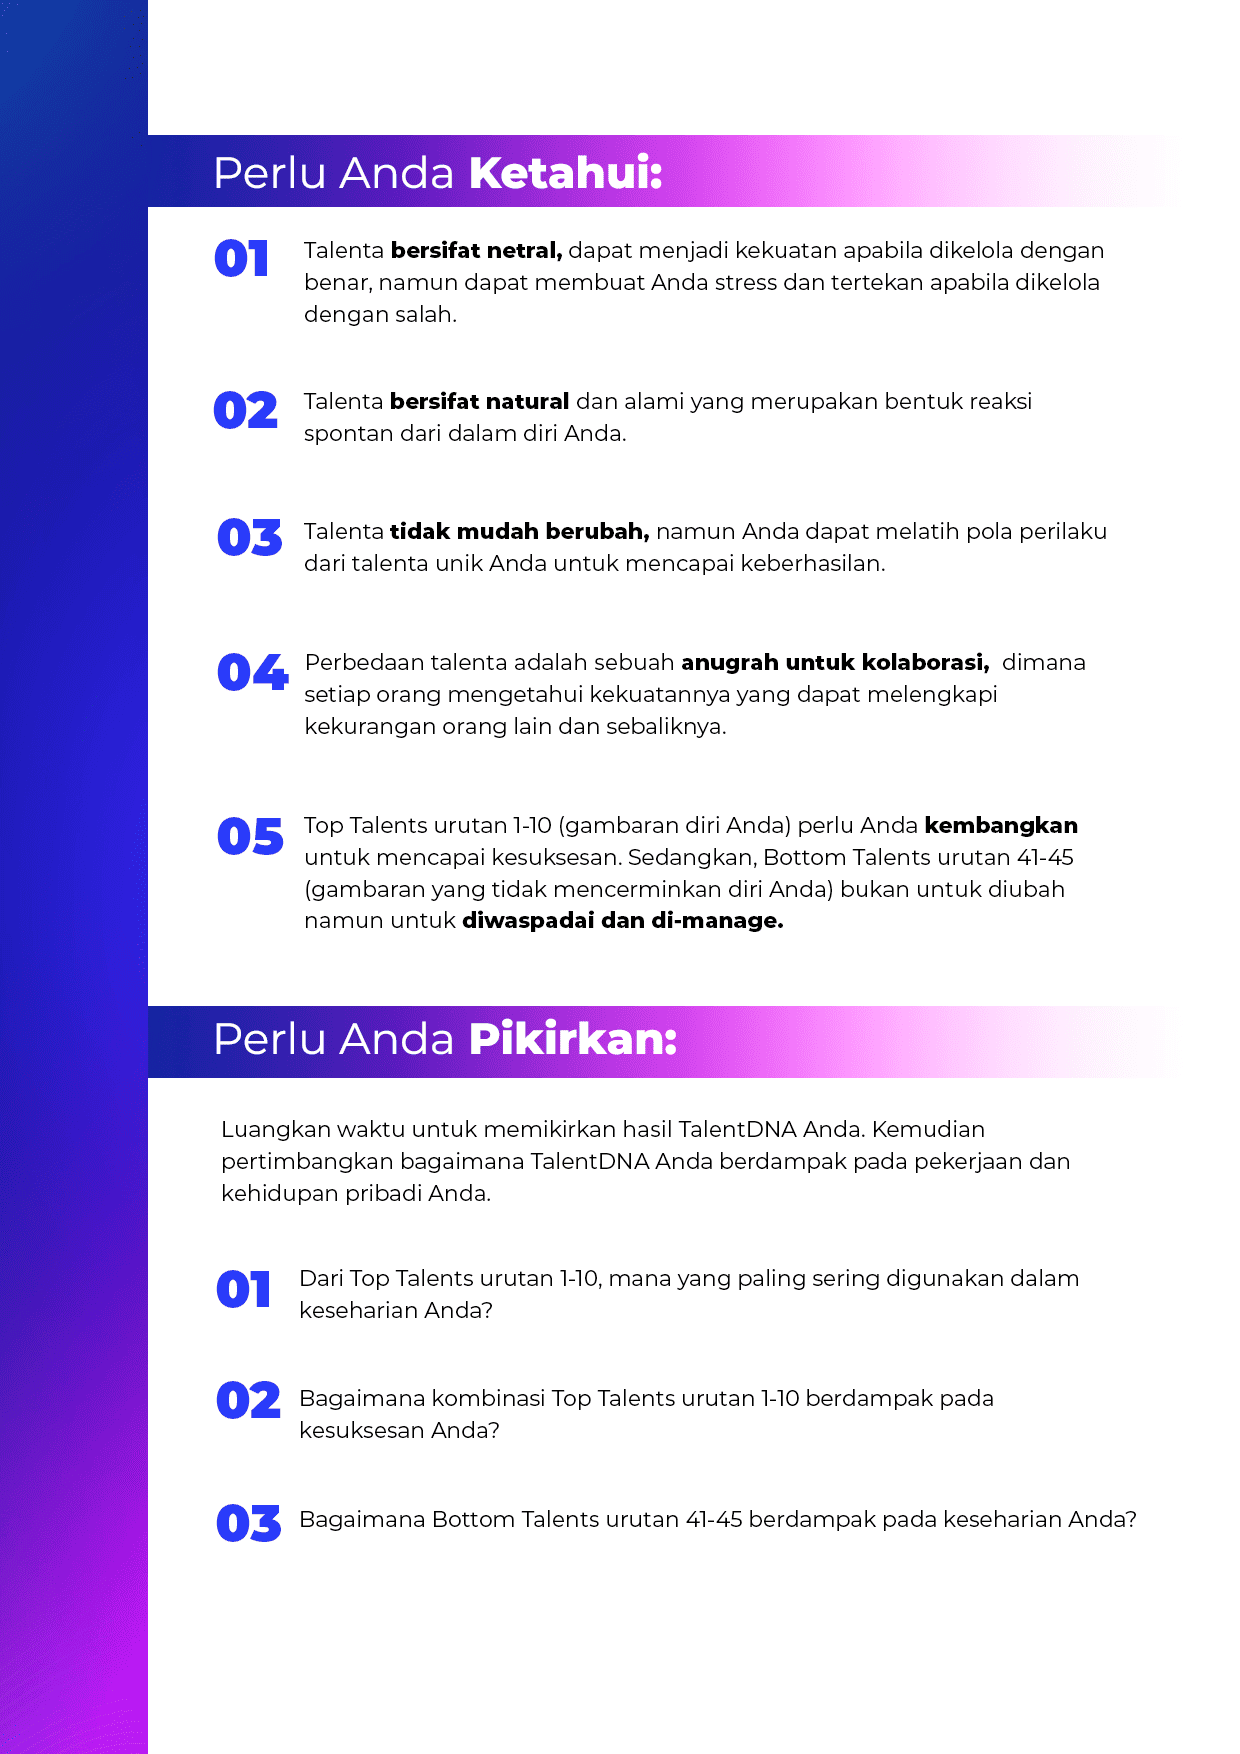 Perlu Anda Ketahui:
01
Talenta bersifat netral, dapat menjadi kekuatan apabila dikelola dengan
benar, namun dapat membuat Anda stress dan tertekan apabila dikelola
dengan salah.
02
Talenta bersifat natural dan alami yang merupakan bentuk reaksi
spontan dari dalam diri Anda.
03
Talenta tidak mudah berubah, namun Anda dapat melatih pola perilaku
dari talenta unik Anda untuk mencapai keberhasilan.
04
Perbedaan talenta adalah sebuah anugrah untuk kolaborasi, dimana
setiap orang mengetahui kekuatannya yang dapat melengkapi
kekurangan orang lain dan sebaliknya.
05
Top Talents urutan 1-10 (gambaran diri Anda) perlu Anda kembangkan
untuk mencapai kesuksesan. Sedangkan, Bottom Talents urutan 41-45
(gambaran yang tidak mencerminkan diri Anda) bukan untuk diubah
namun untuk diwaspadai dan di-manage.
Perlu Anda Pikirkan:
Luangkan waktu untuk memikirkan hasil TalentDNA Anda. Kemudian
pertimbangkan bagaimana TalentDNA Anda berdampak pada pekerjaan dan
kehidupan pribadi Anda.
01
Dari Top Talents urutan 1-10, mana yang paling sering digunakan dalam
keseharian Anda?
02
Bagaimana kombinasi Top Talents urutan 1-10 berdampak pada
kesuksesan Anda?
03
Bagaimana Bottom Talents urutan 41-45 berdampak pada keseharian Anda?